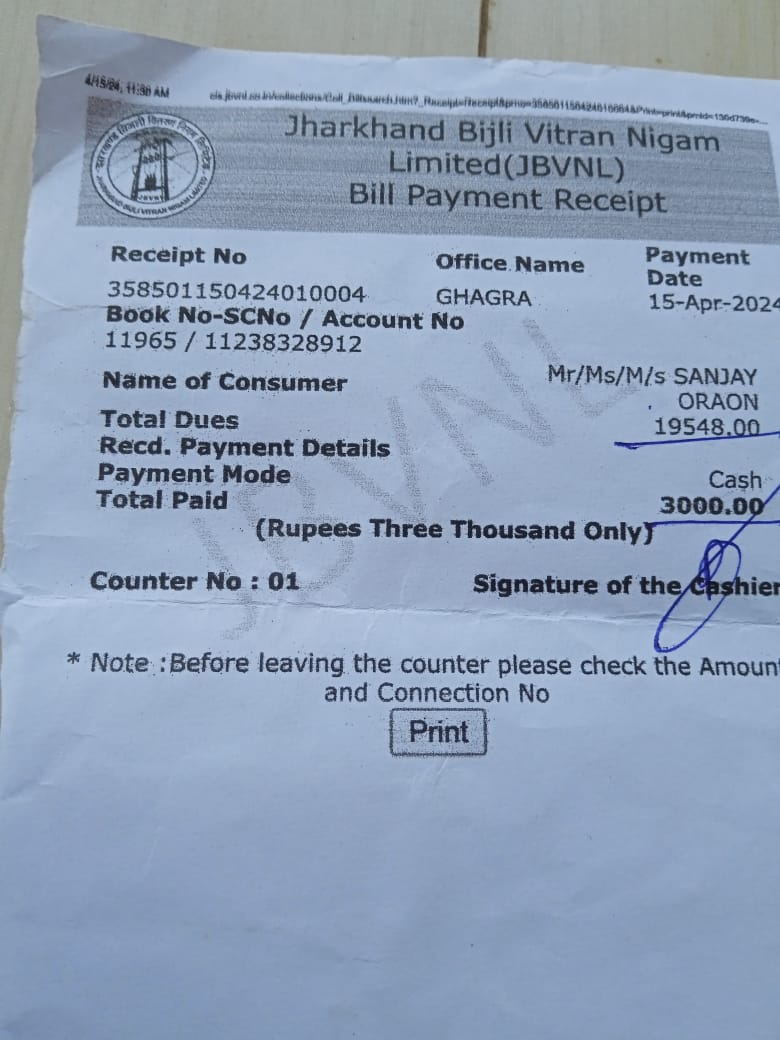 4/15/24, 11:38 AM
Jharkhand Bijli Vitran Nigam
Limited(JBVNL)
Bill Payment Receipt
Receipt No
Office Name
Payment
Date
358501150424010004
GHAGRA
15-Apr-2024
Book No-SCNo / Account No
11965 / 11238328912
Name of Consumer
Mr/Ms/M/s SANJAY
ORAON
Total Dues
19548.00
Recd. Payment Details
Payment Mode
Cash
Total Paid
3000.00
(Rupees Three Thousand Only)
Counter No : 01
Signature of the Cashier
* Note :Before leaving the counter please check the Amount
and Connection No
Print
JBVNL